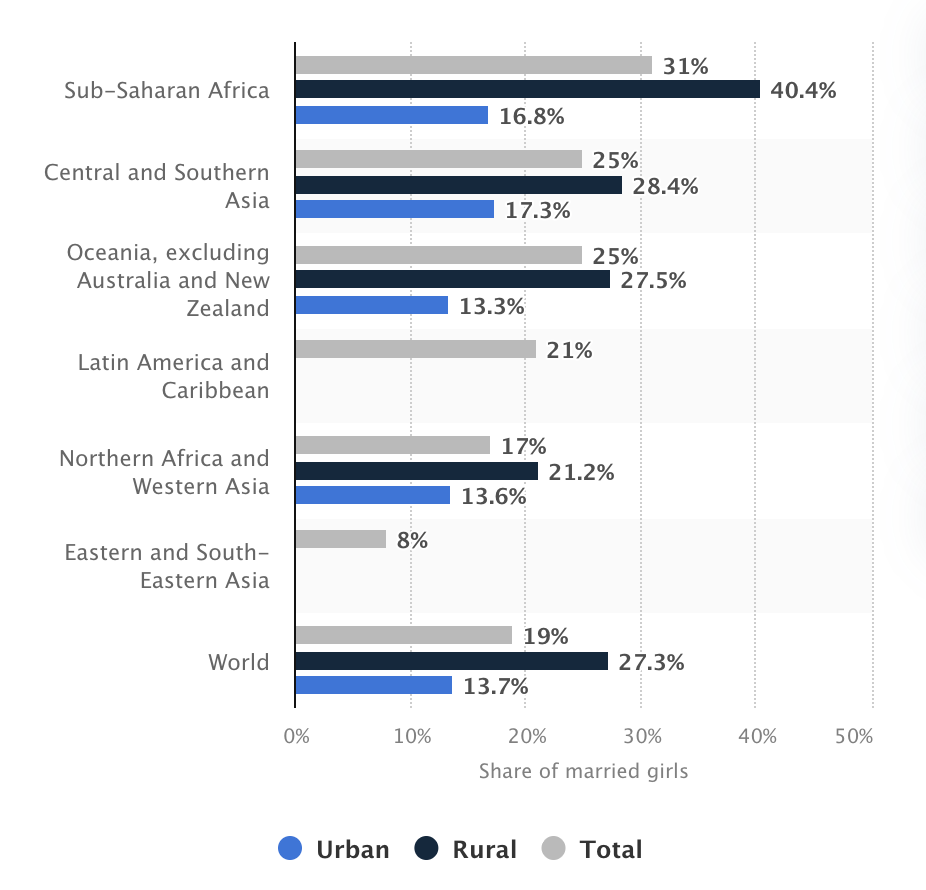 31%
Sub-Saharan Africa
40.4%
16.8%
25%
Central and Southern
Asia
28.4%
17.3%
Oceania, excluding
Australia and New
Zealand
25%
27.5%
13.3%
Latin America and
Caribbean
21%
Northern Africa and
Western Asia
17%
21.2%
13.6%
Eastern and South-
Eastern Asia
8%
World
19%
27.3%
13.7%
0% 10% 20% 30% 40% 50%
Share of married girls
Urban Rural Total